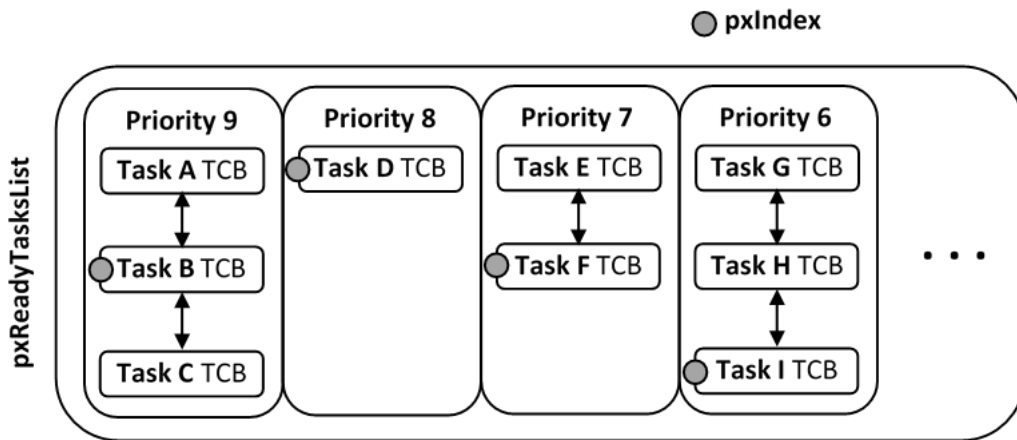 pxIndex
pxReadyTasksList
Priority 9
Task A TCB
Task B TCB
Task C TCB
Priority 8
Task D TCB
Priority 7
Task E TCB
Task F TCB
Priority 6
Task G TCB
Task H TCB
Task I TCB
. . .